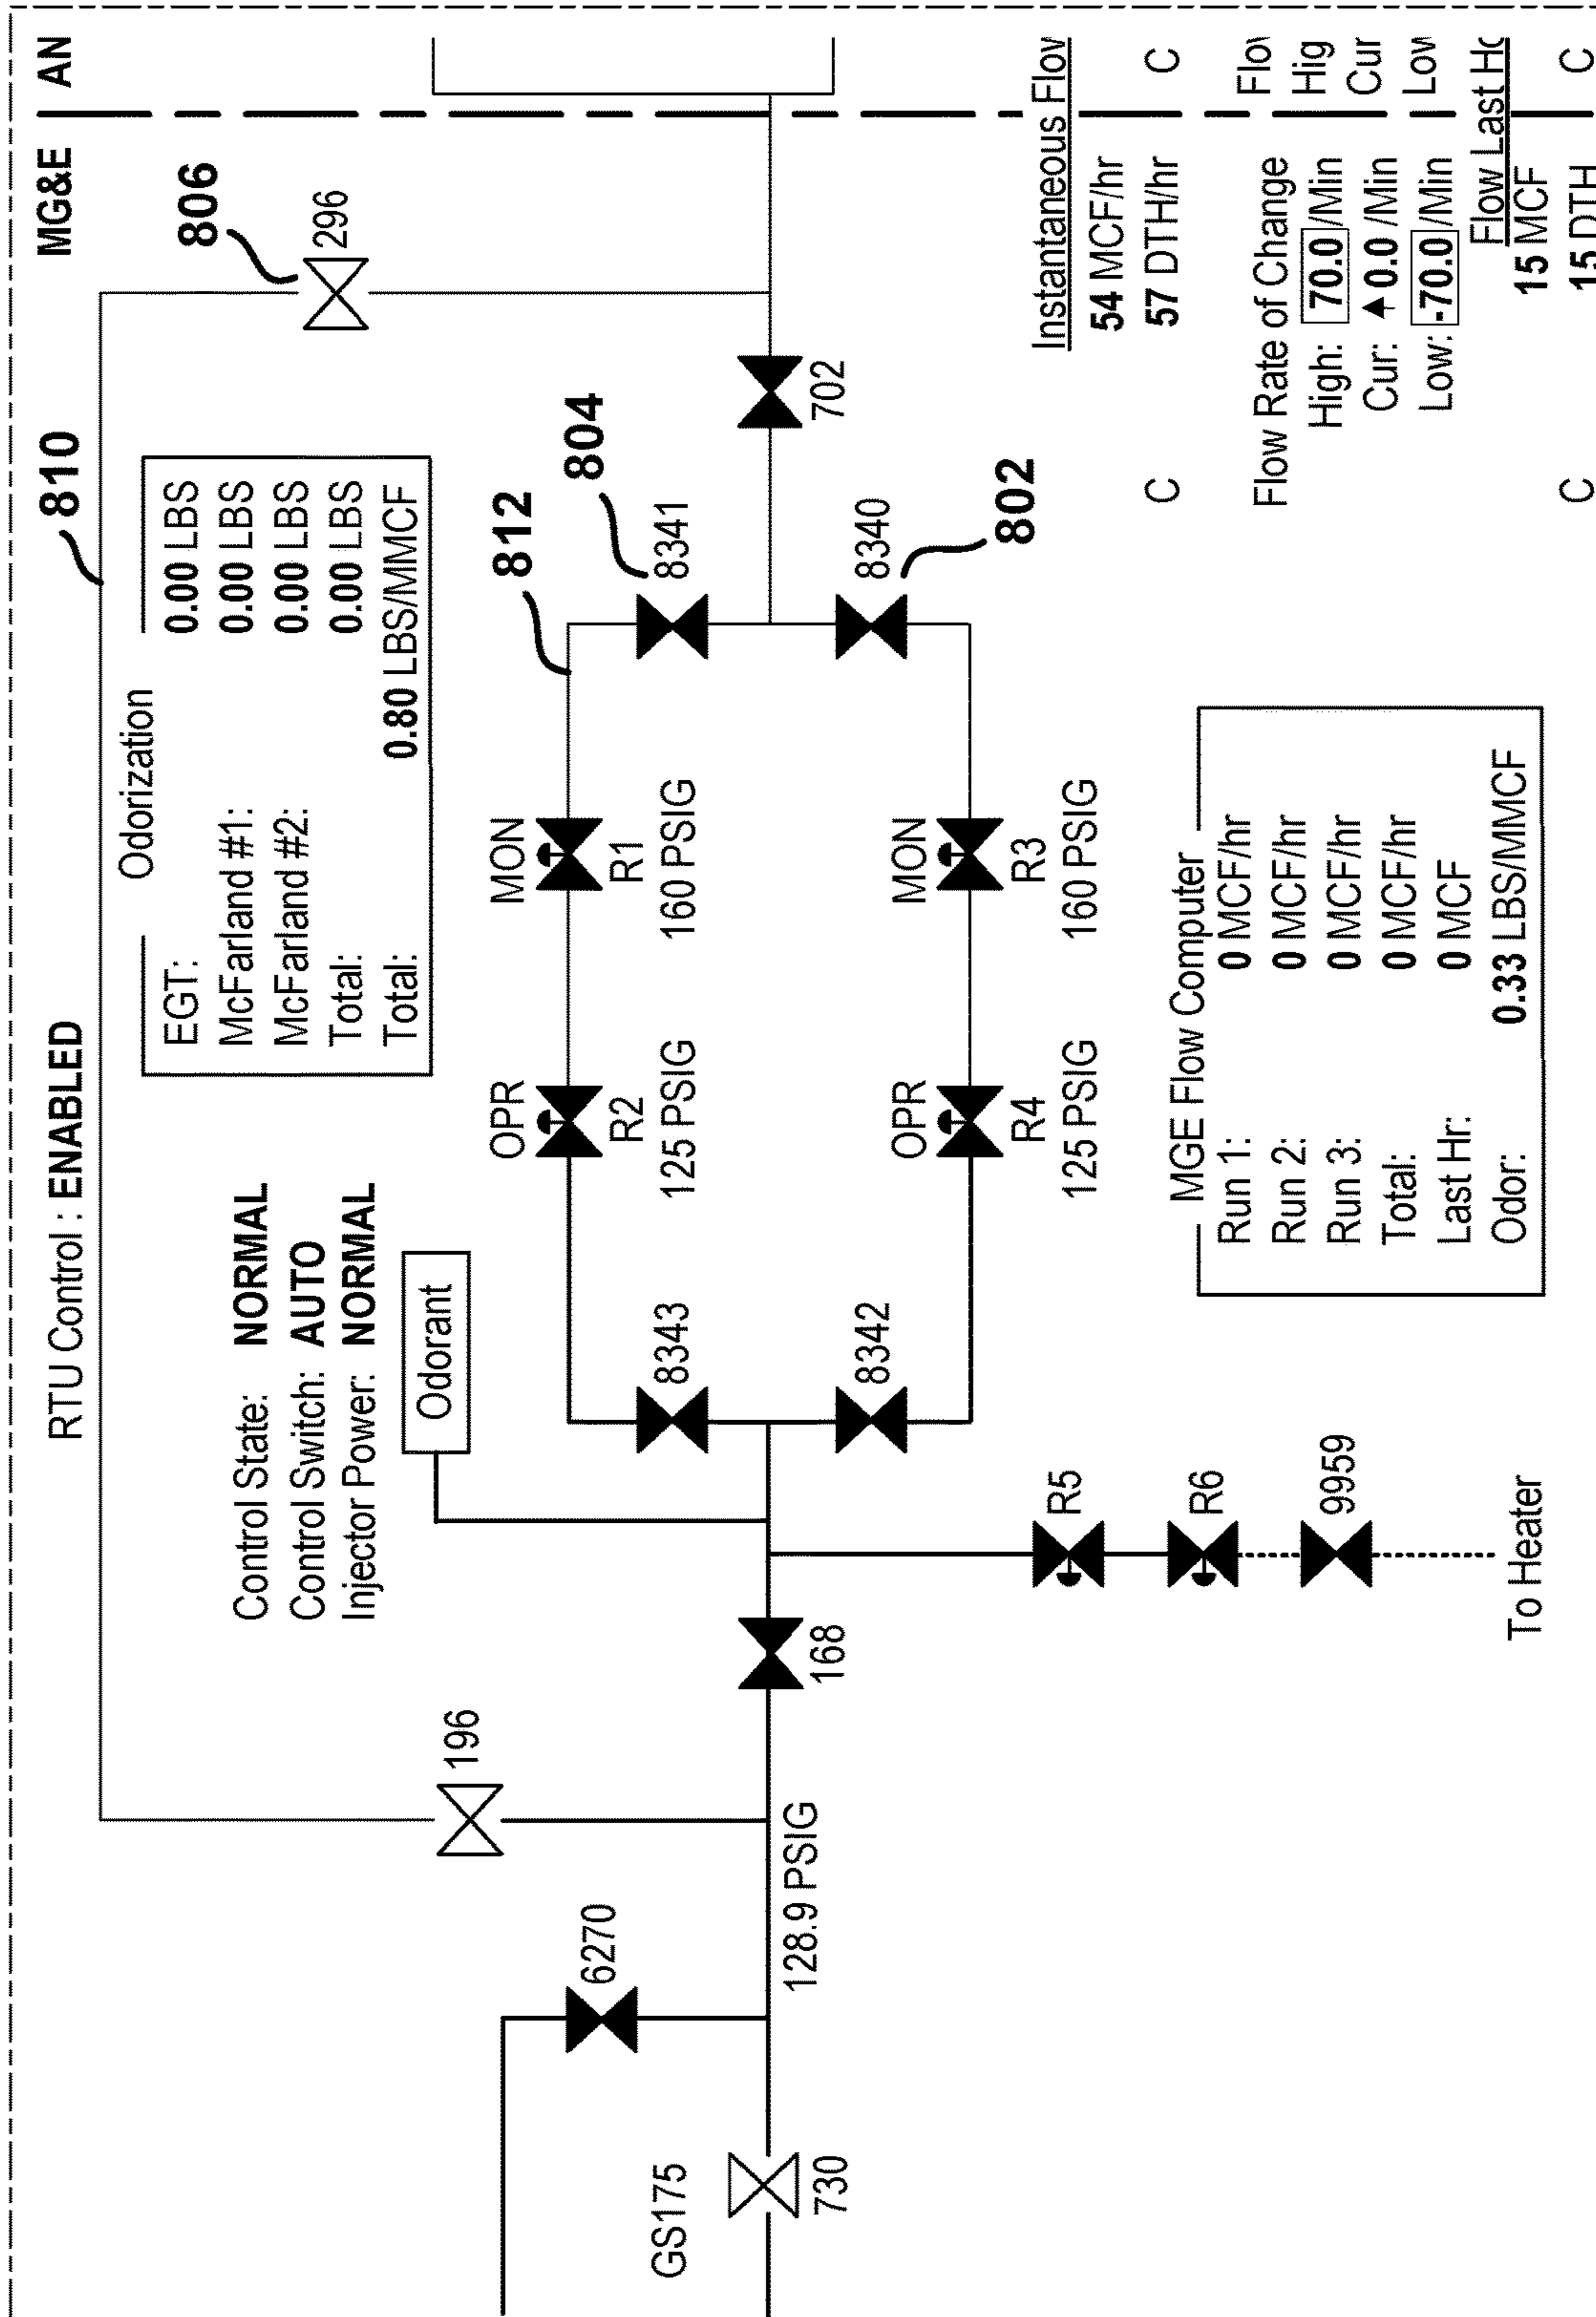 MG&E
AN
RTU Control : ENABLED
810
806
296
Odorization
EGT: 0.00 LBS
McFarland #1: 0.00 LBS
McFarland #2: 0.00 LBS
Total: 0.00 LBS
Total: 0.80 LBS/MMCF
Control State: NORMAL
Control Switch: AUTO
Injector Power: NORMAL
Odorant
196
6270
GS175
730
128.9 PSIG
168
8343
8342
OPR
R2
125 PSIG
MON
R1
160 PSIG
812
804
8341
702
8340
802
OPR
R4
125 PSIG
MON
R3
160 PSIG
R5
R6
9959
To Heater
MGE Flow Computer
Run 1: 0 MCF/hr
Run 2: 0 MCF/hr
Run 3: 0 MCF/hr
Total: 0 MCF/hr
Last Hr: 0 MCF
Odor: 0.33 LBS/MMCF
Instantaneous Flow
54 MCF/hr
C 57 DTH/hr C
Flow Rate of Change Flo
High: 70.0 /Min Hig
Cur: 0.0 /Min Cur
Low: -70.0 /Min Low
Flow Last Ho
15 MCF
C 15 DTH C